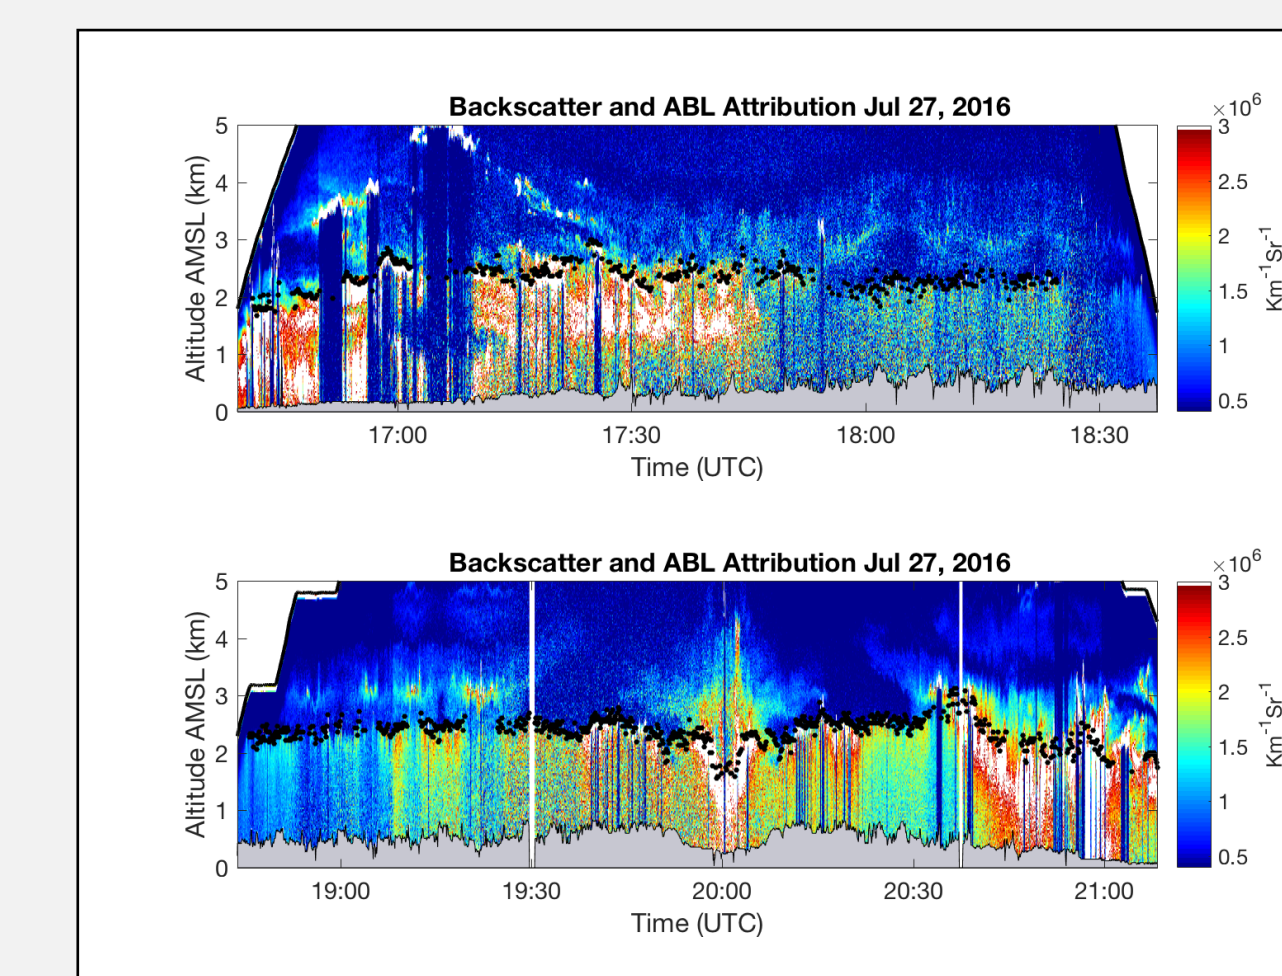 Backscatter and ABL Attribution Jul 27, 2016
×10⁶
Altitude AMSL (km)
5
4
3
2
1
0
17:00 17:30 18:00 18:30
Time (UTC)
3
2.5
2
1.5
1
0.5
Km⁻¹Sr⁻¹
Backscatter and ABL Attribution Jul 27, 2016
×10⁶
Altitude AMSL (km)
5
4
3
2
1
0
19:00 19:30 20:00 20:30 21:00
Time (UTC)
3
2.5
2
1.5
1
0.5
Km⁻¹Sr⁻¹